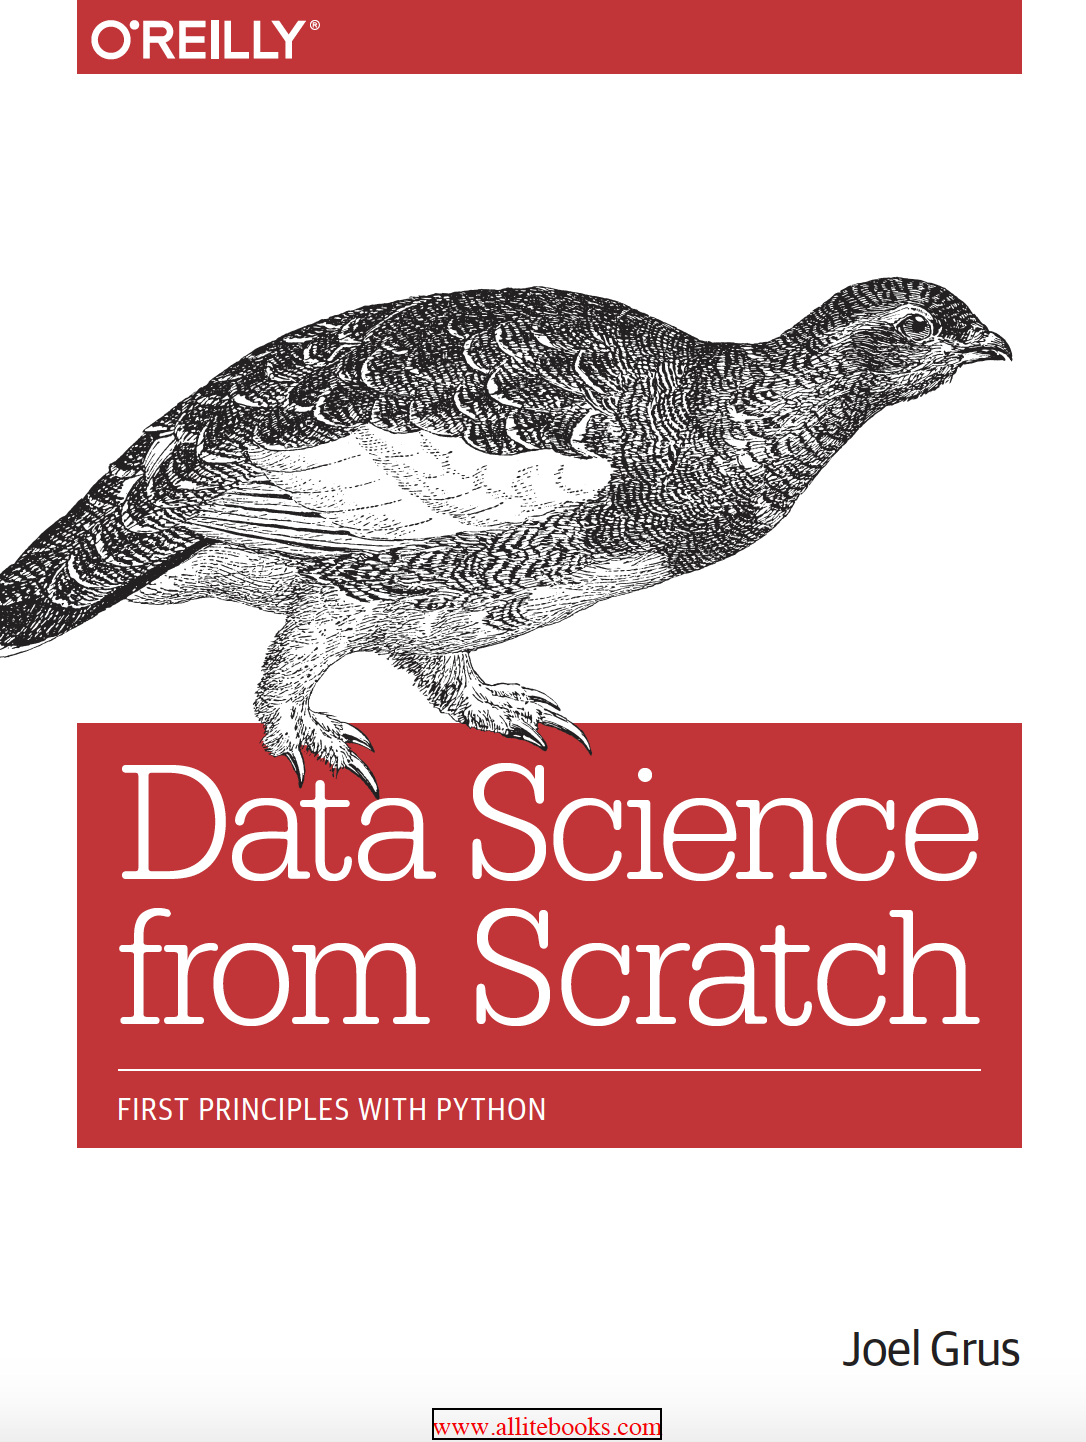 O'REILLY®
Data Science
from Scratch
FIRST PRINCIPLES WITH PYTHON
Joel Grus
www.allitebooks.com